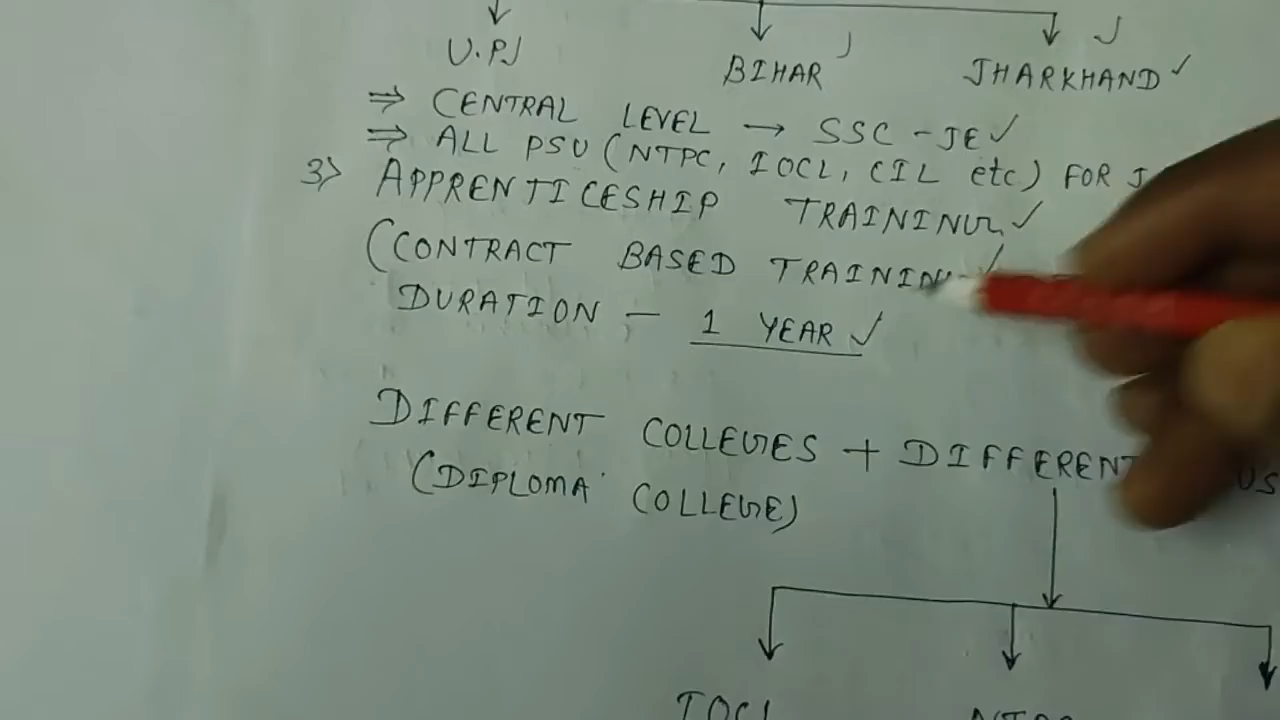 U.P
BIHAR
JHARKHAND ✓
⇒ CENTRAL LEVEL → SSC-JE ✓
⇒ ALL PSU (NTPC, IOCL, CIL etc) FOR J
3) APPRENTICESHIP TRAINING ✓
(CONTRACT BASED
DURATION — 1 YEAR ✓
DIFFERENT COLLEGES + DIFFERENT
(DIPLOMA COLLEGE)
IOCL